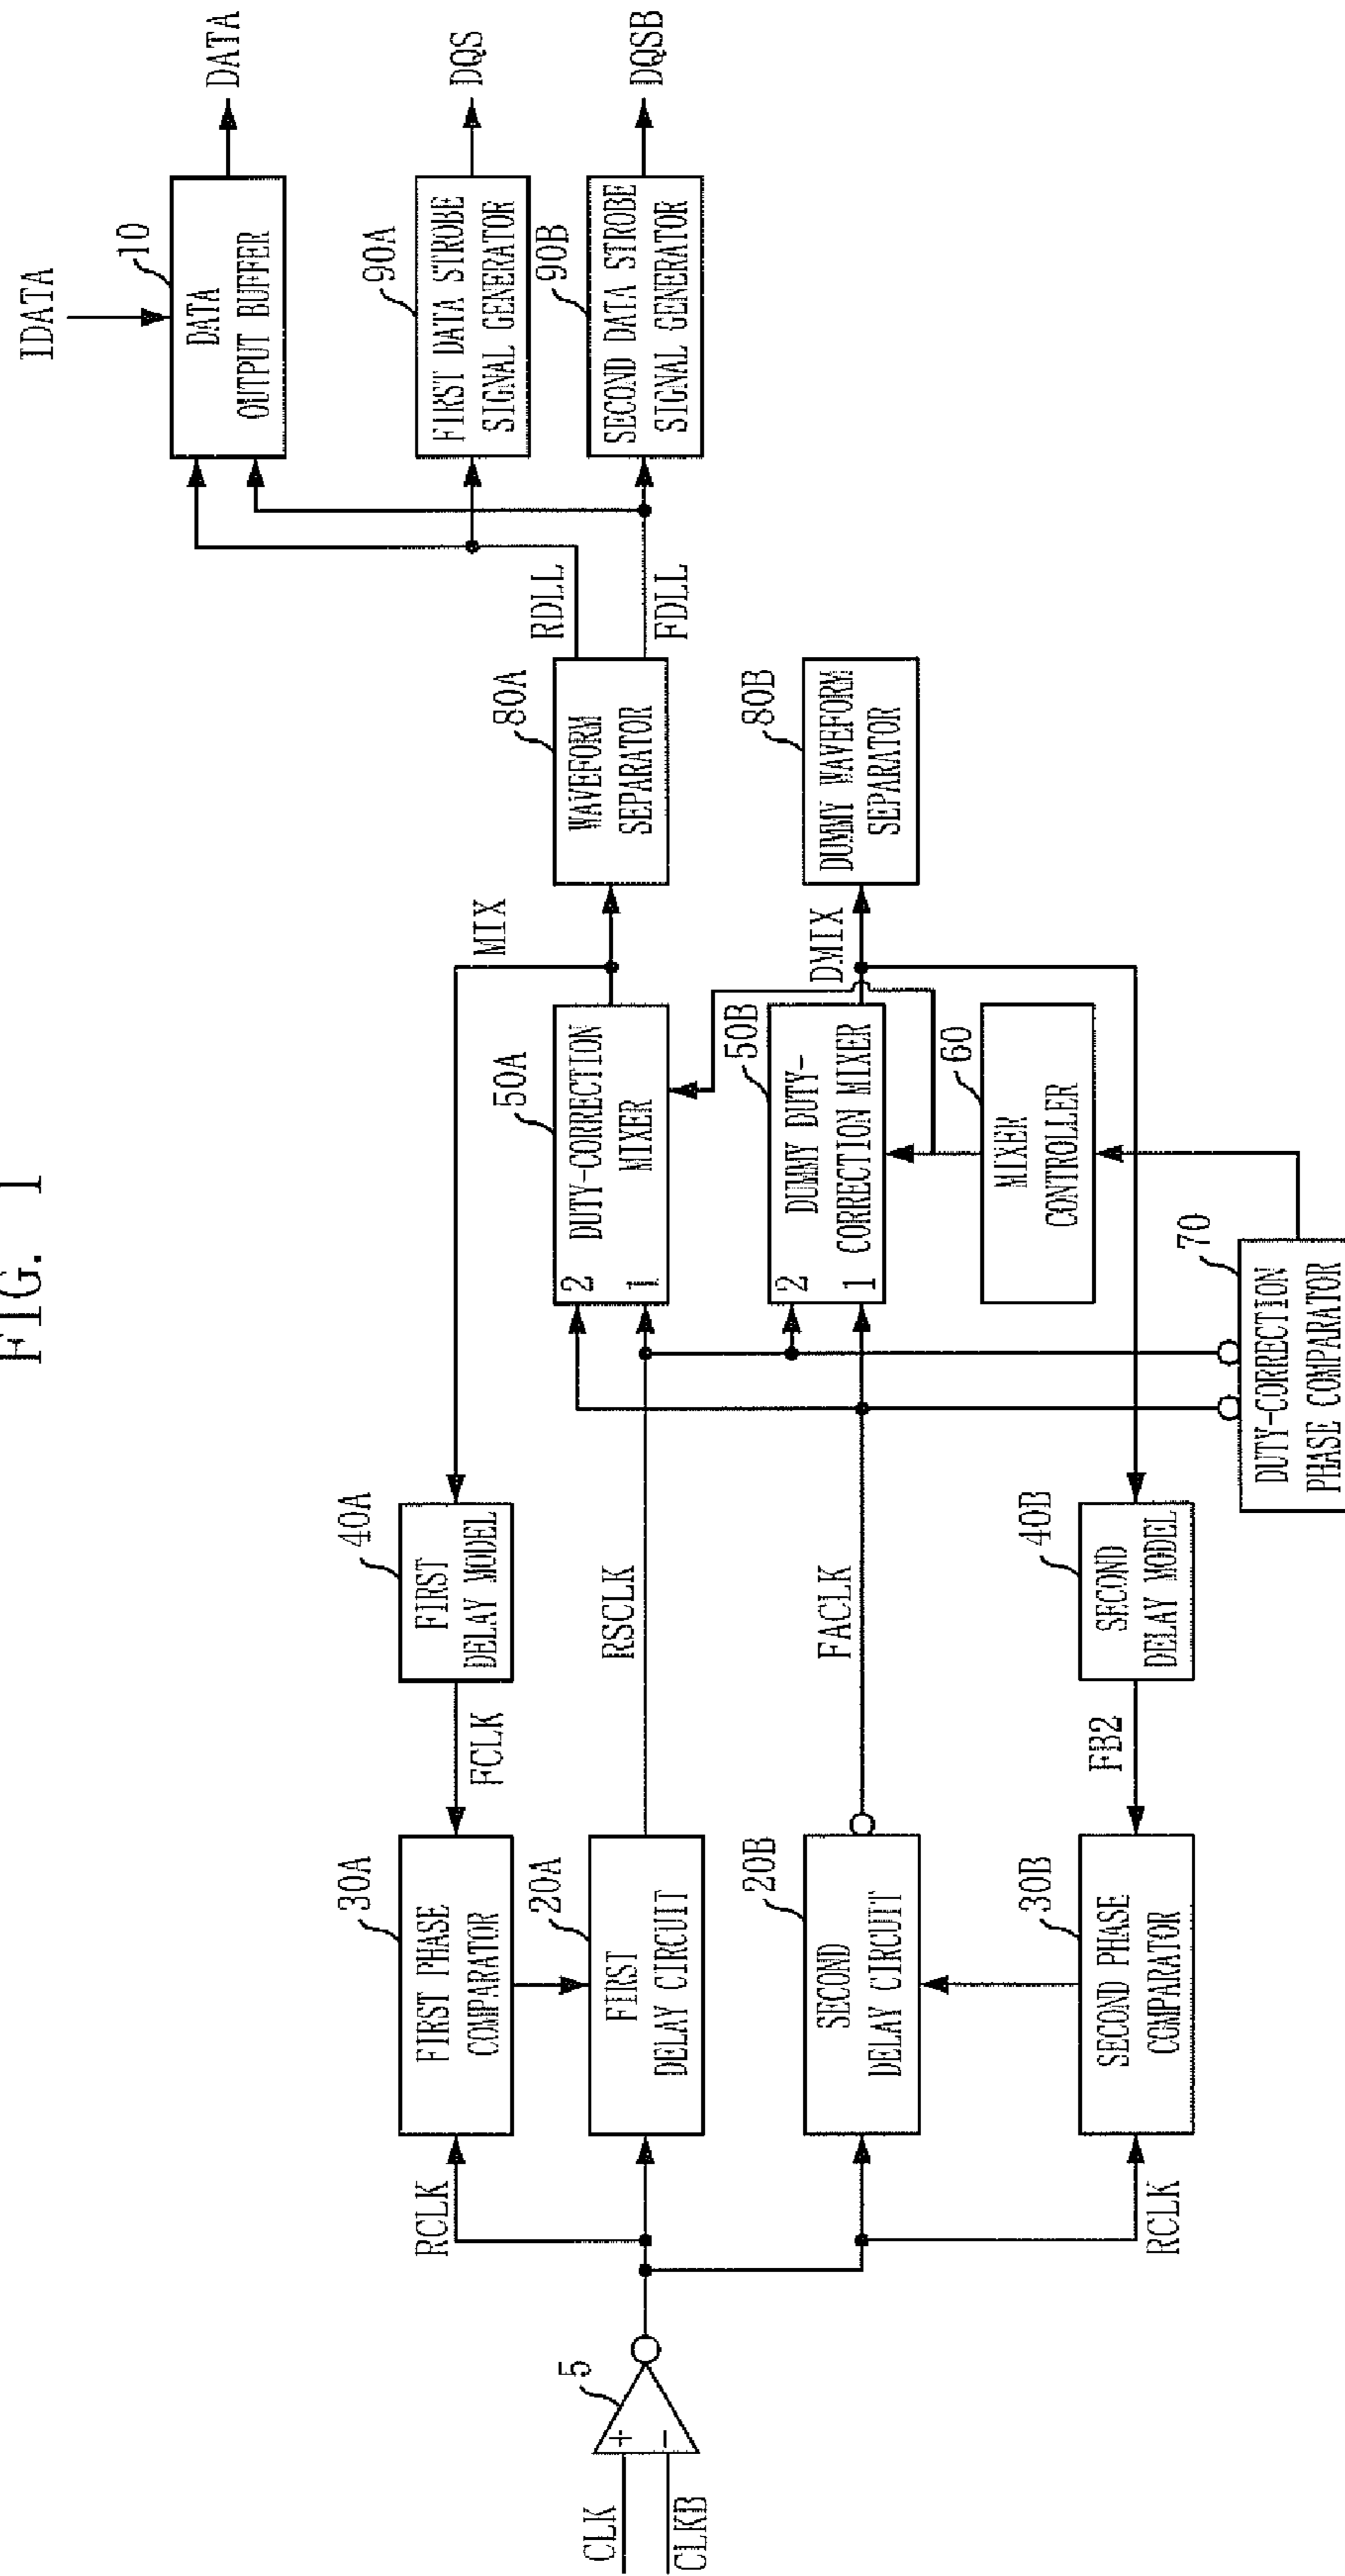 FIG. 1
IDATA
10
DATA
OUTPUT BUFFER
DATA
90A
FIRST DATA STROBE
SIGNAL GENERATOR
DQS
90B
SECOND DATA STROBE
SIGNAL GENERATOR
DQSB
RDLL
FDLL
80A
WAVEFORM
SEPARATOR
80B
DUMMY WAVEFORM
SEPARATOR
MIX
DMIX
50A
DUTY-CORRECTION
MIXER
2
1
50B
DUMMY DUTY-
CORRECTION MIXER
2
1
60
MIXER
CONTROLLER
70
DUTY-CORRECTION
PHASE COMPARATOR
40A
FIRST
DELAY MODEL
FCLK
RSCLK
FACLK
40B
SECOND
DELAY MODEL
FB2
30A
FIRST PHASE
COMPARATOR
20A
FIRST
DELAY CIRCUIT
20B
SECOND
DELAY CIRCUIT
30B
SECOND PHASE
COMPARATOR
RCLK
RCLK
5
+
-
CLK
CLKB